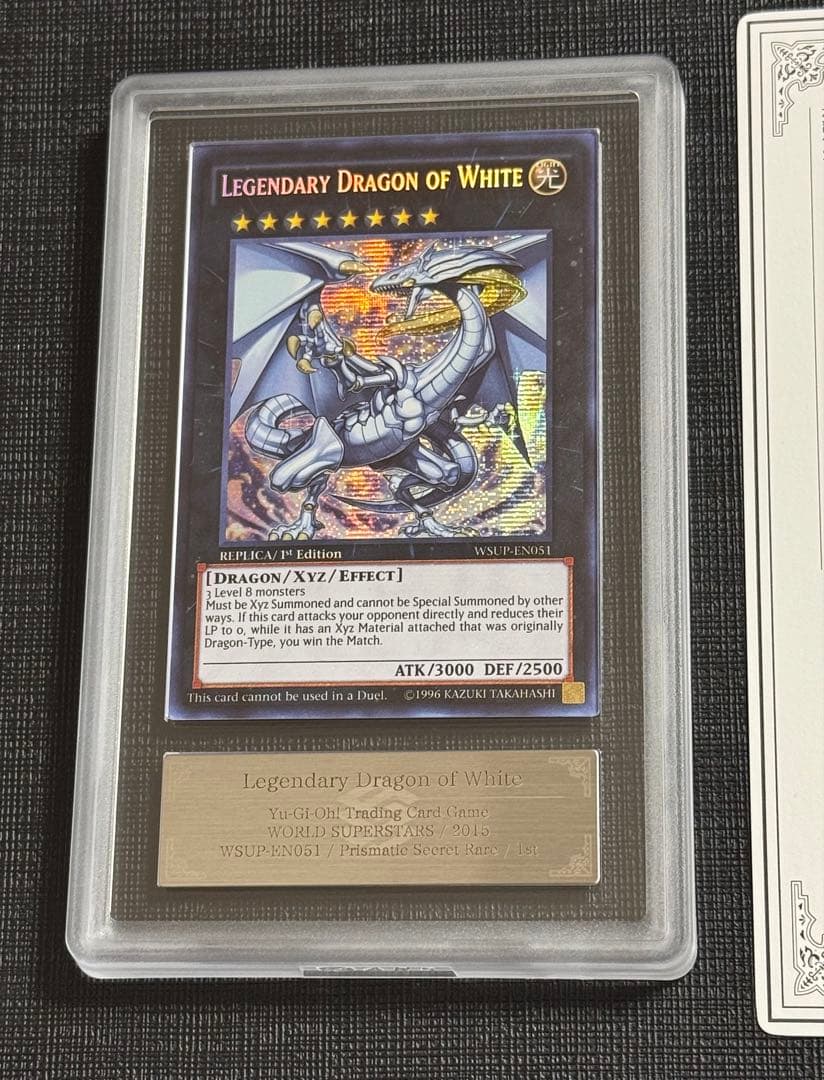 LEGENDARY DRAGON OF WHITE
光
REPLICA/1st Edition
WSUP-EN051
[DRAGON/XYZ/EFFECT]
3 Level 8 monsters
Must be Xyz Summoned and cannot be Special Summoned by other
ways. If this card attacks your opponent directly and reduces their
LP to 0, while it has an Xyz Material attached that was originally
Dragon-Type, you win the Match.
ATK/3000 DEF/2500
This card cannot be used in a Duel. ©1996 KAZUKI TAKAHASHI
Legendary Dragon of White
Yu-Gi-Oh! Trading Card Game
WORLD SUPERSTARS / 2015
WSUP-EN051 / Prismatic Secret Rare / 1st